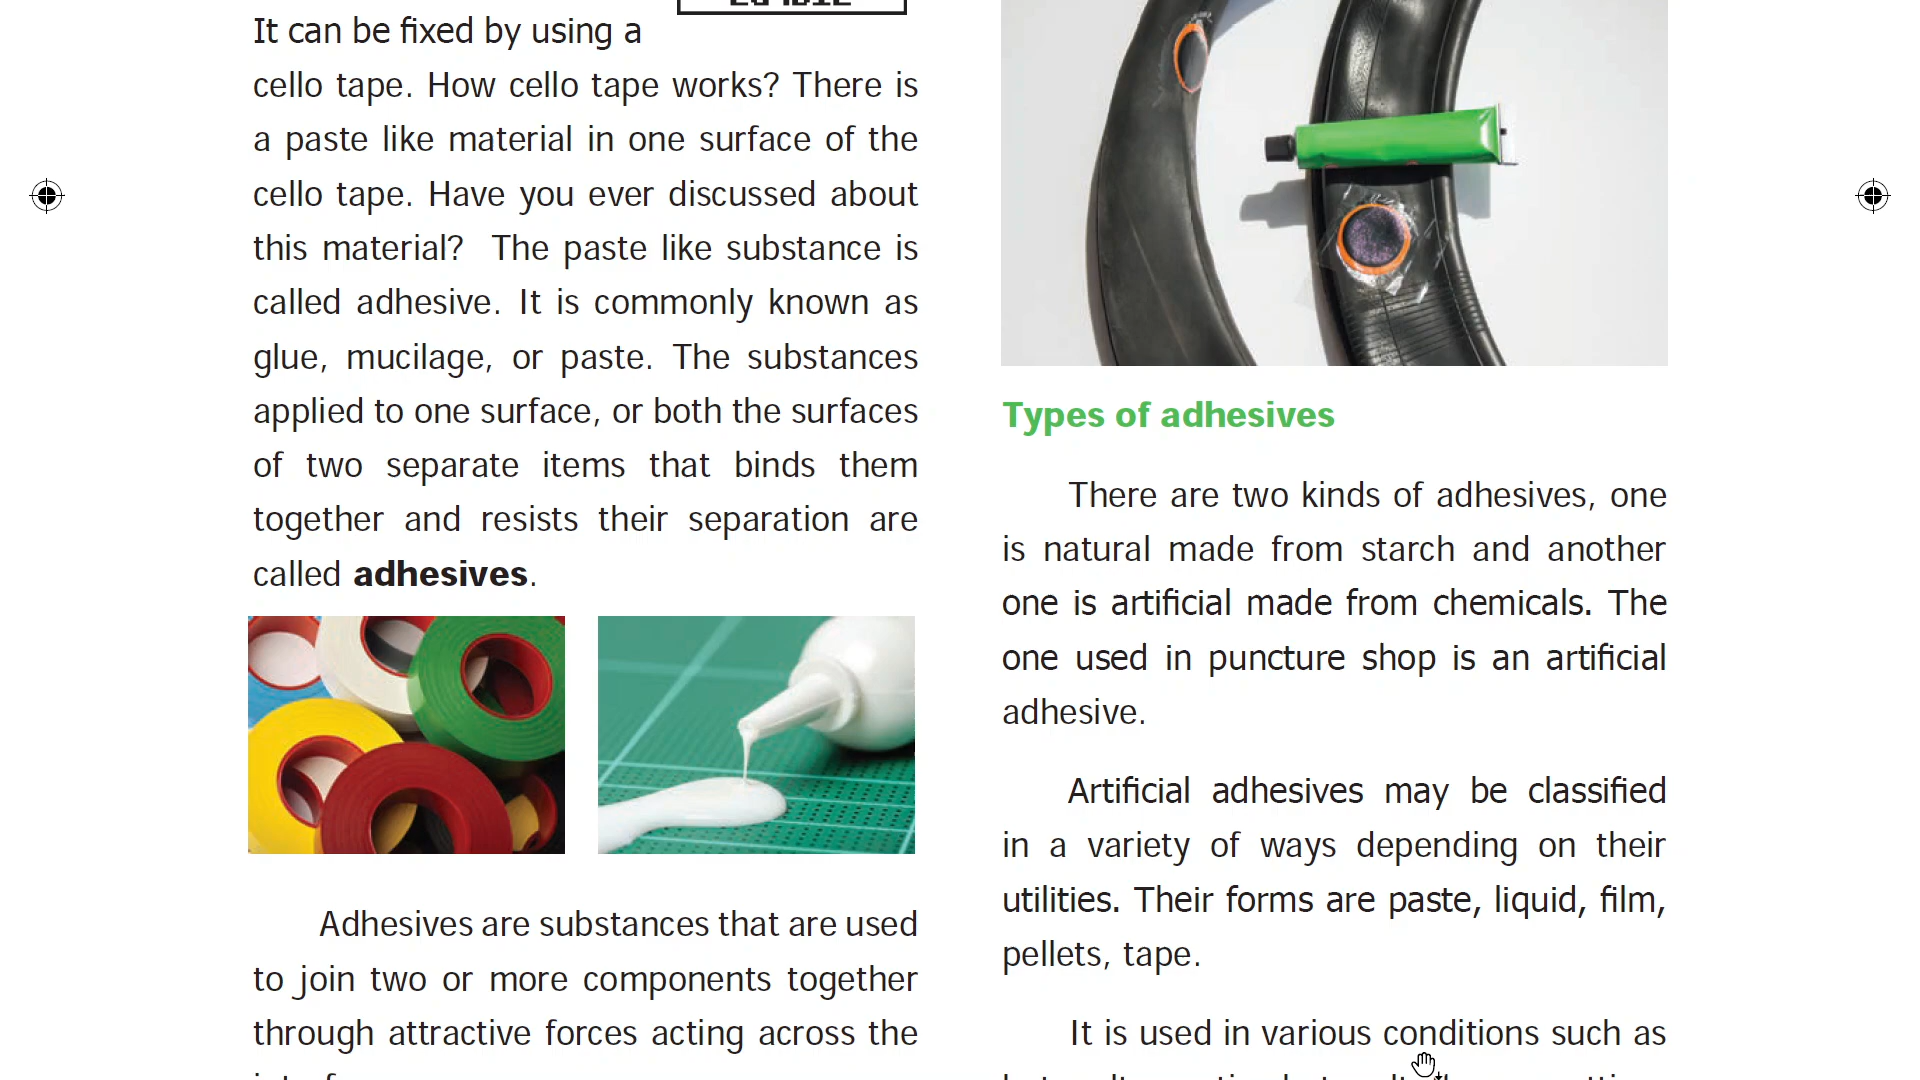 It can be fixed by using a
cello tape. How cello tape works? There is
a paste like material in one surface of the
cello tape. Have you ever discussed about
this material? The paste like substance is
called adhesive. It is commonly known as
glue, mucilage, or paste. The substances
applied to one surface, or both the surfaces
of two separate items that binds them
together and resists their separation are
called adhesives.
Adhesives are substances that are used
to join two or more components together
through attractive forces acting across the
Types of adhesives
There are two kinds of adhesives, one
is natural made from starch and another
one is artificial made from chemicals. The
one used in puncture shop is an artificial
adhesive.
Artificial adhesives may be classified
in a variety of ways depending on their
utilities. Their forms are paste, liquid, film,
pellets, tape.
It is used in various conditions such as